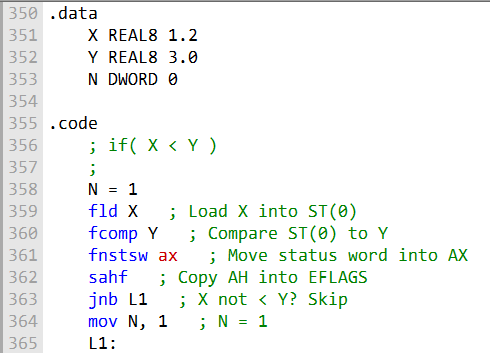 350 .data
351     X REAL8 1.2
352     Y REAL8 3.0
353     N DWORD 0
354
355 .code
356     ; if( X < Y )
357     ;
358     N = 1
359     fld X   ; Load X into ST(0)
360     fcomp Y   ; Compare ST(0) to Y
361     fnstsw ax   ; Move status word into AX
362     sahf   ; Copy AH into EFLAGS
363     jnb L1   ; X not < Y? Skip
364     mov N, 1   ; N = 1
365     L1: